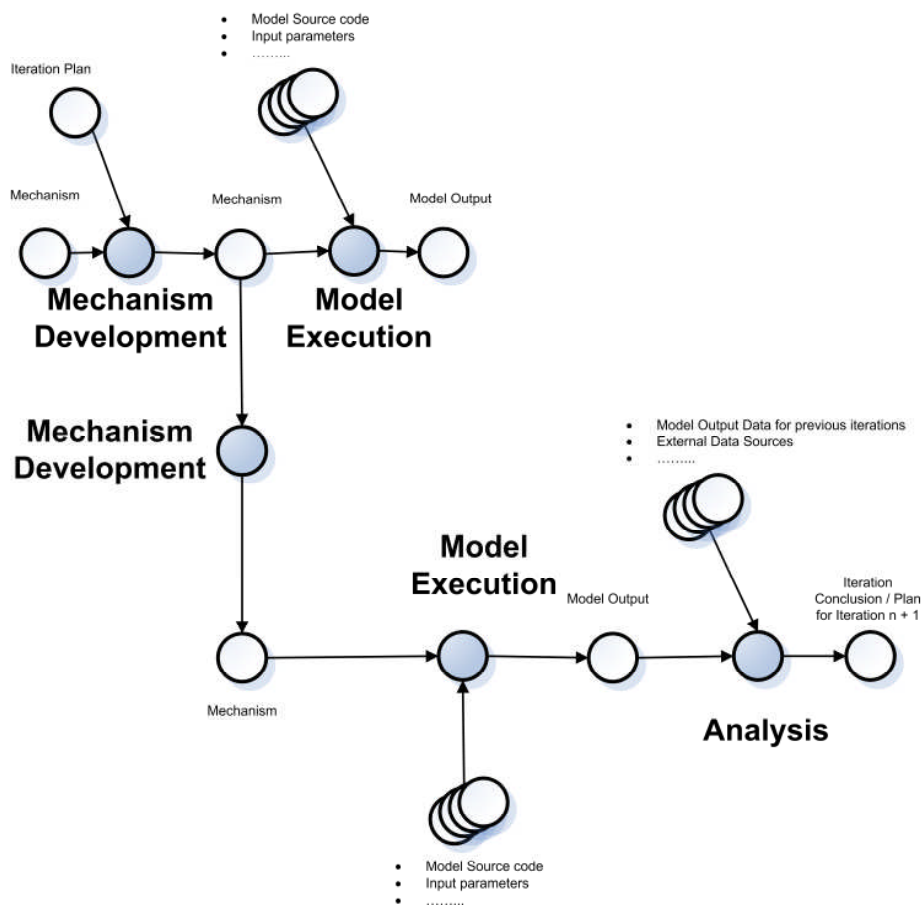 • Model Source code
• Input parameters
• ……...
Iteration Plan
Mechanism
Mechanism
Model Output
Mechanism
Development
Model
Execution
Mechanism
Development
• Model Output Data for previous iterations
• External Data Sources
• ……...
Model
Execution
Model Output
Iteration
Conclusion / Plan
for Iteration n + 1
Mechanism
Analysis
• Model Source code
• Input parameters
• ……...